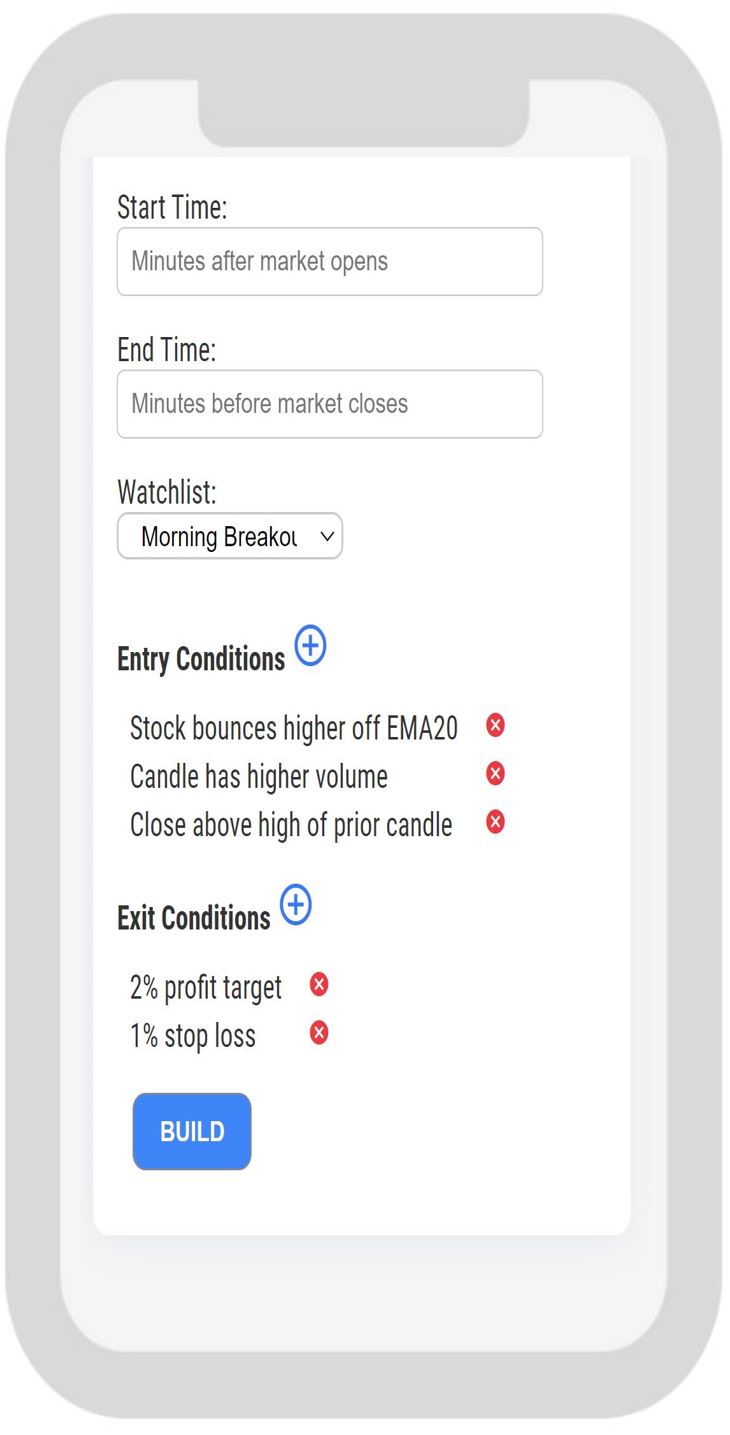 Start Time:
Minutes after market opens
End Time:
Minutes before market closes
Watchlist:
Morning Breakou
Entry Conditions
Stock bounces higher off EMA20
Candle has higher volume
Close above high of prior candle
Exit Conditions
2% profit target
1% stop loss
BUILD